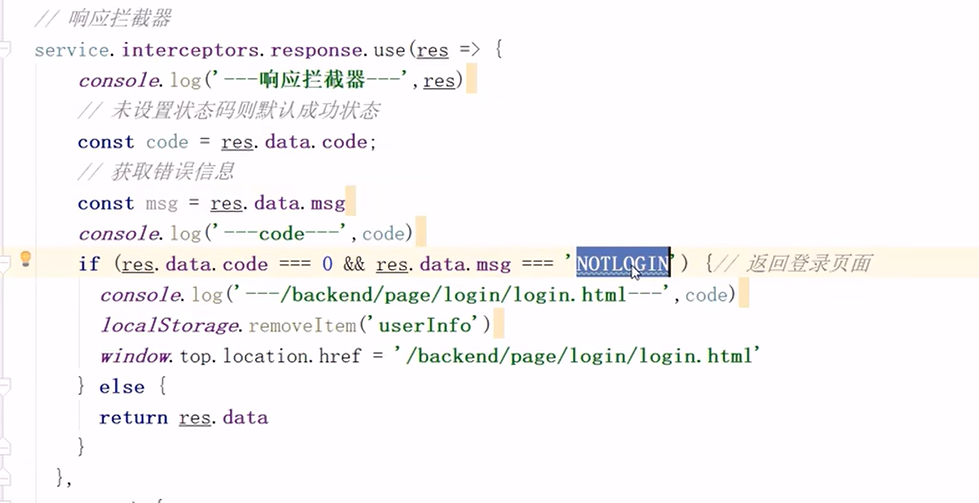 // 响应拦截器
service.interceptors.response.use(res => {
console.log('---响应拦截器---',res)
// 未设置状态码则默认成功状态
const code = res.data.code;
// 获取错误信息
const msg = res.data.msg
console.log('---code---',code)
if (res.data.code === 0 && res.data.msg === 'NOTLOGIN') {// 返回登录页面
console.log('---/backend/page/login/login.html---',code)
localStorage.removeItem('userInfo')
window.top.location.href = '/backend/page/login/login.html'
} else {
return res.data
}
},